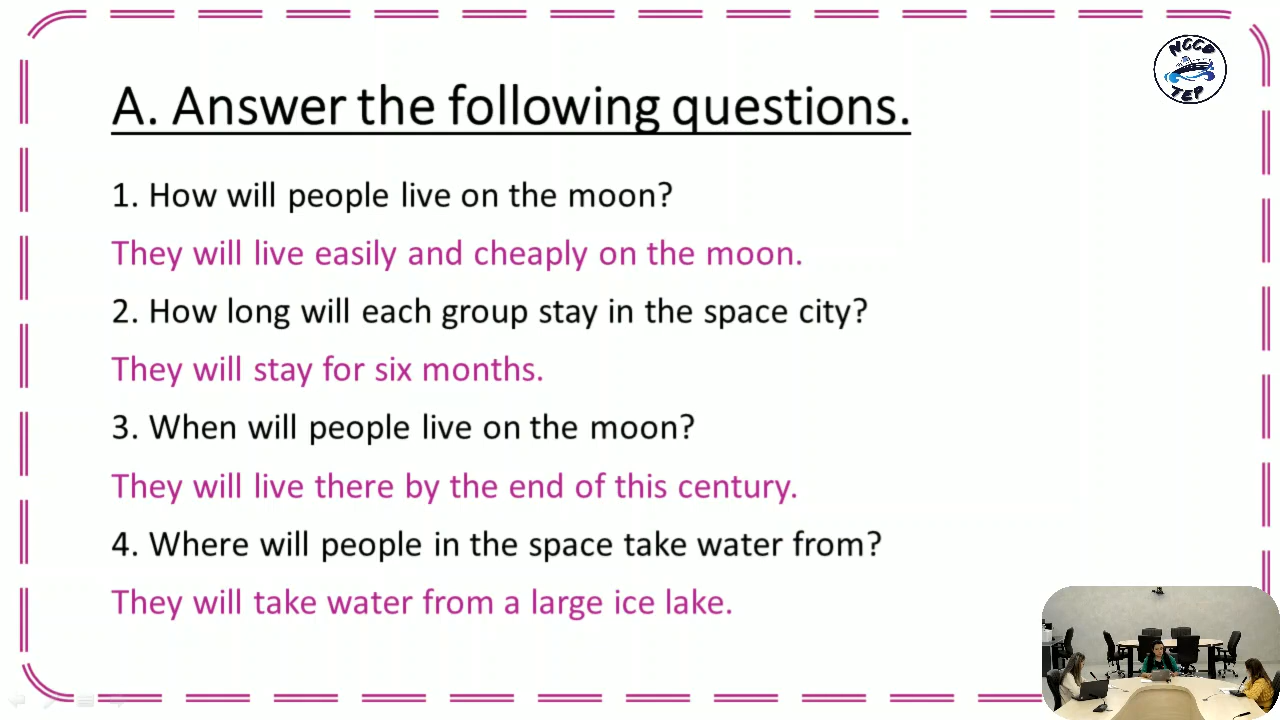 NCCD
TEP
A. Answer the following questions.
1. How will people live on the moon?
They will live easily and cheaply on the moon.
2. How long will each group stay in the space city?
They will stay for six months.
3. When will people live on the moon?
They will live there by the end of this century.
4. Where will people in the space take water from?
They will take water from a large ice lake.